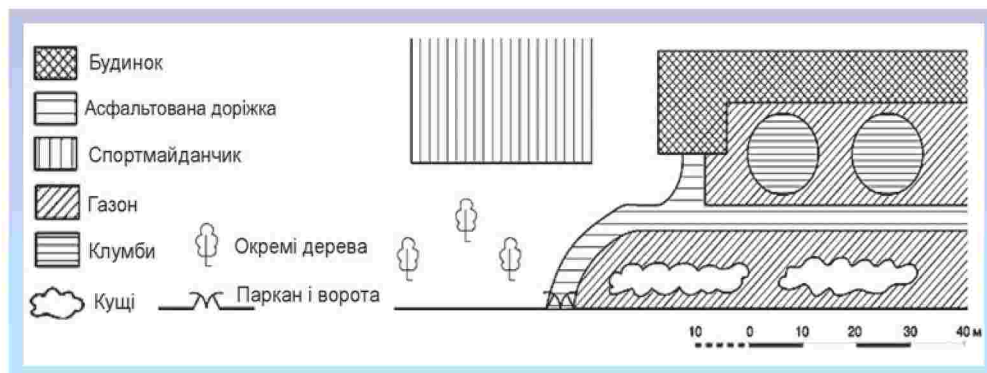 Будинок
Асфальтована доріжка
Спортмайданчик
Газон
Клумби
Окремі дерева
Кущі
Паркан і ворота
10 0 10 20 30 40 м